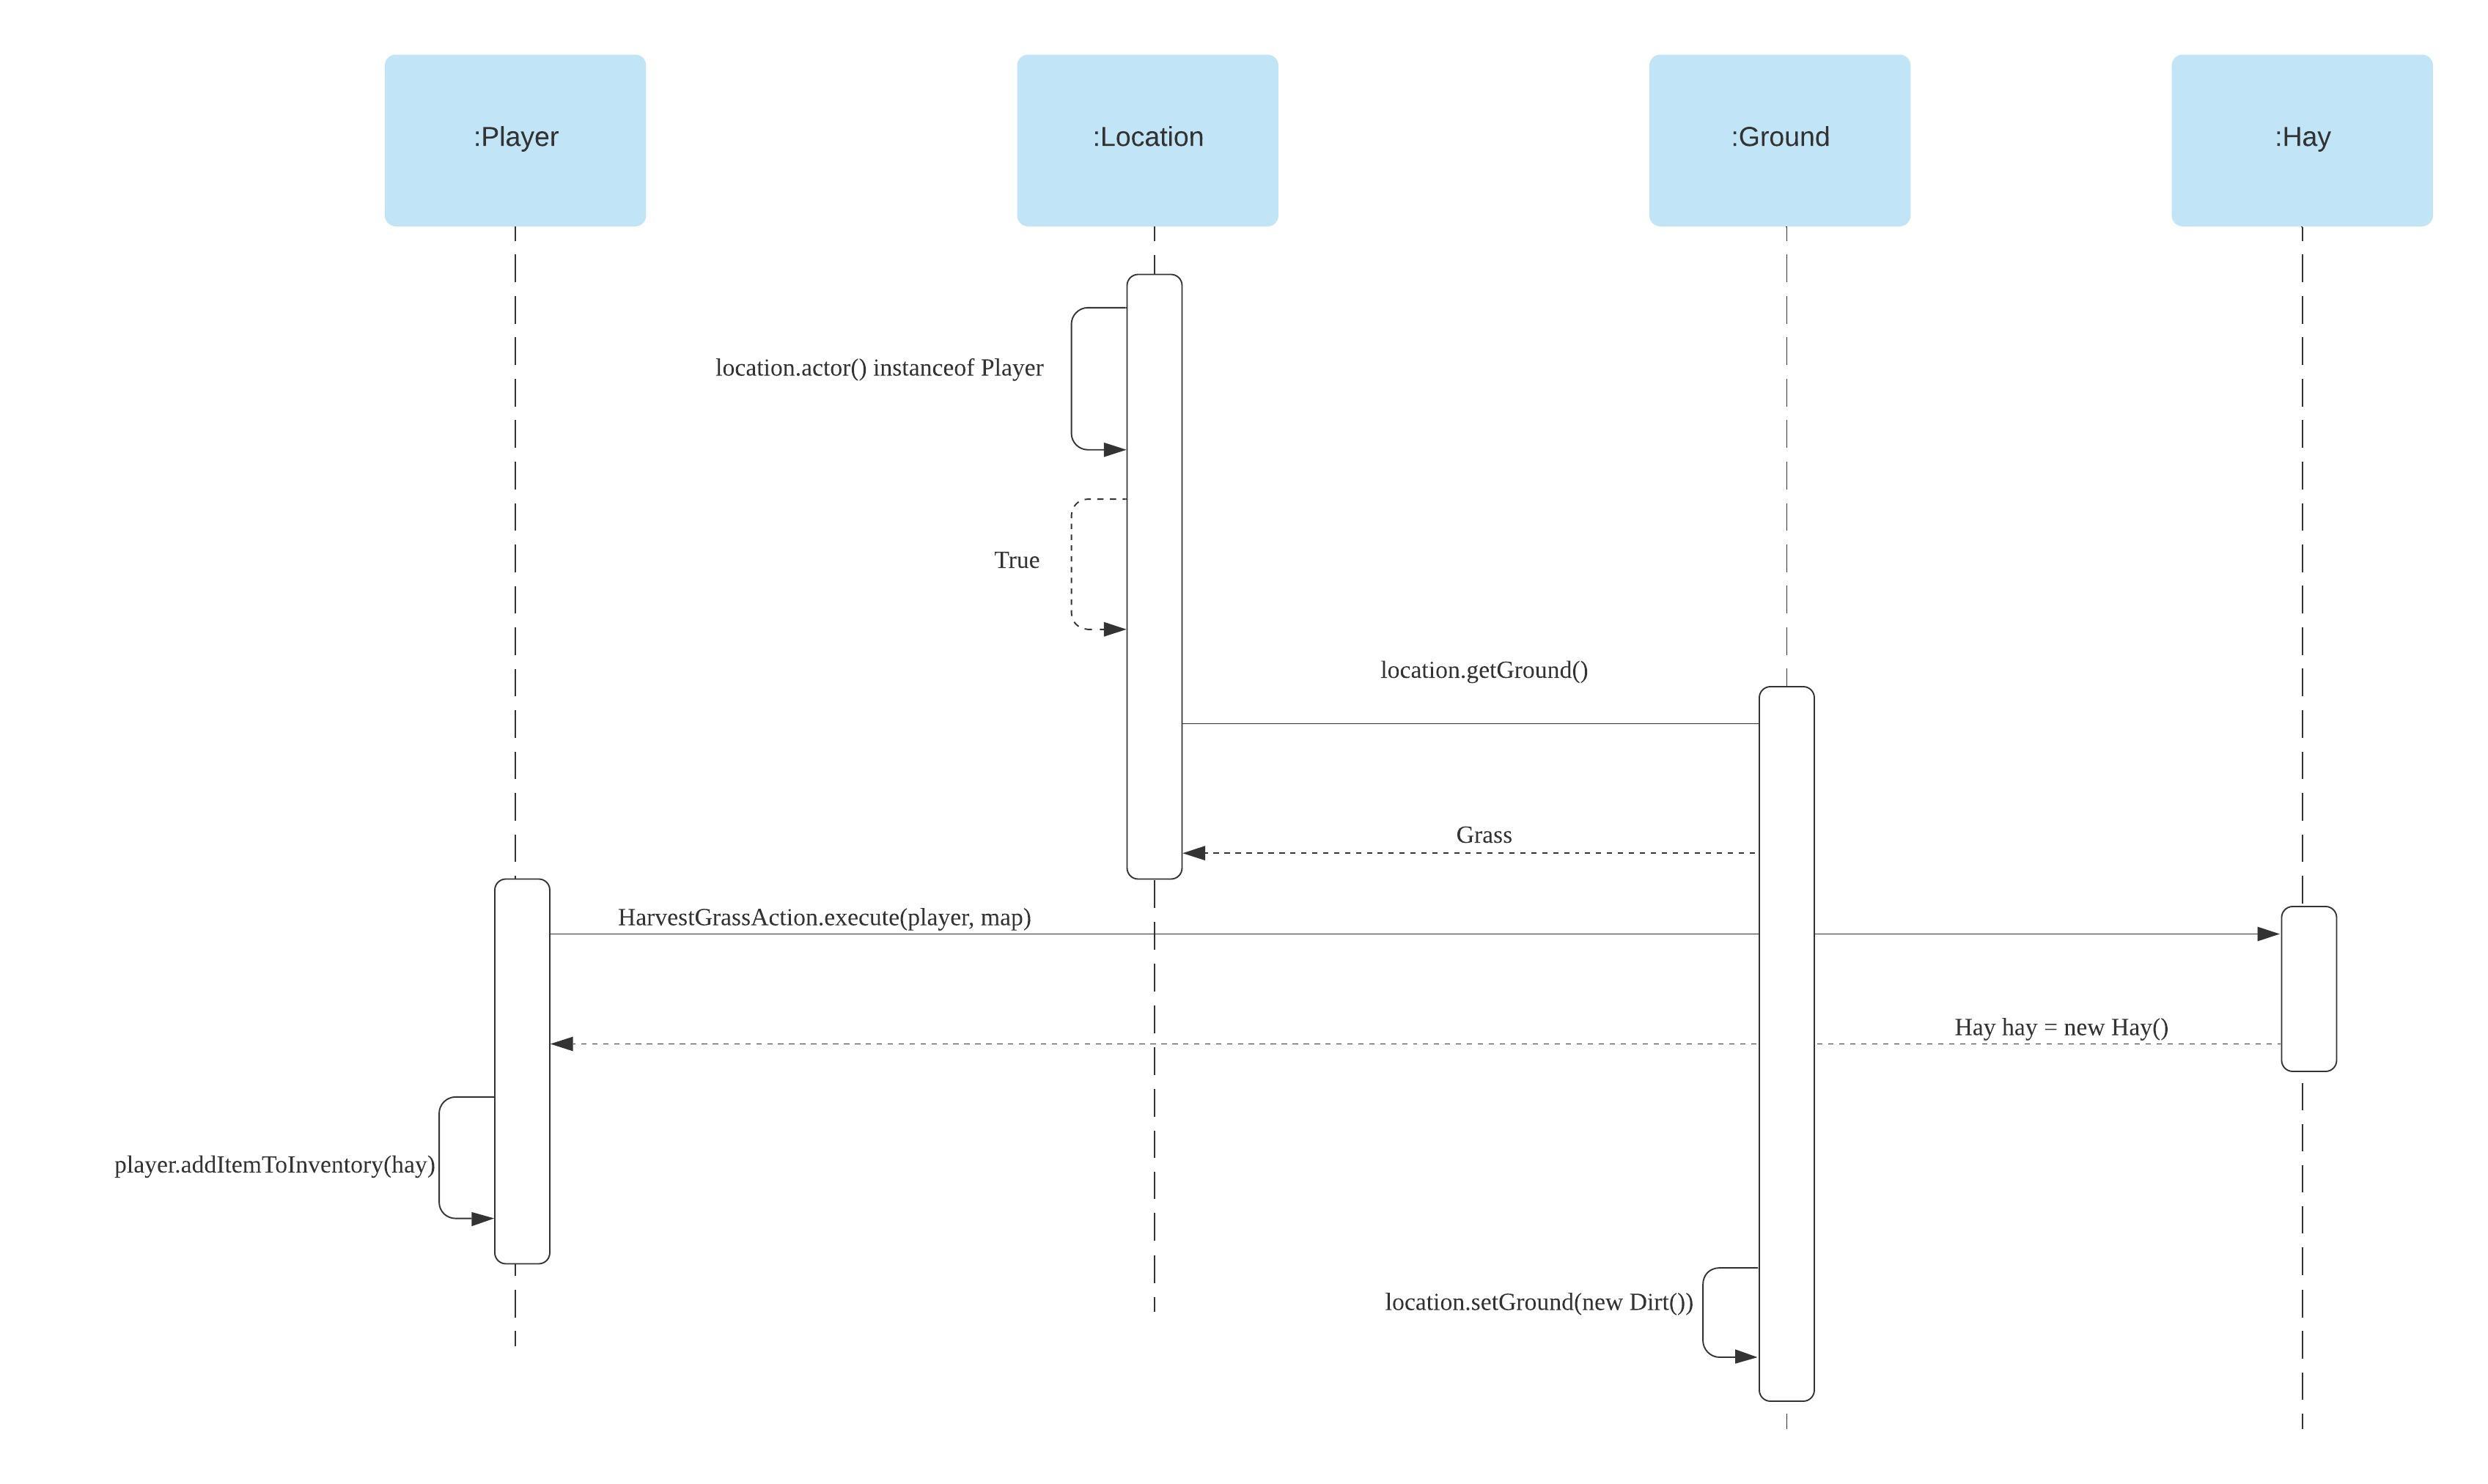 :Player
:Location
:Ground
:Hay
location.actor() instanceof Player
True
location.getGround()
Grass
HarvestGrassAction.execute(player, map)
Hay hay = new Hay()
player.addItemToInventory(hay)
location.setGround(new Dirt())